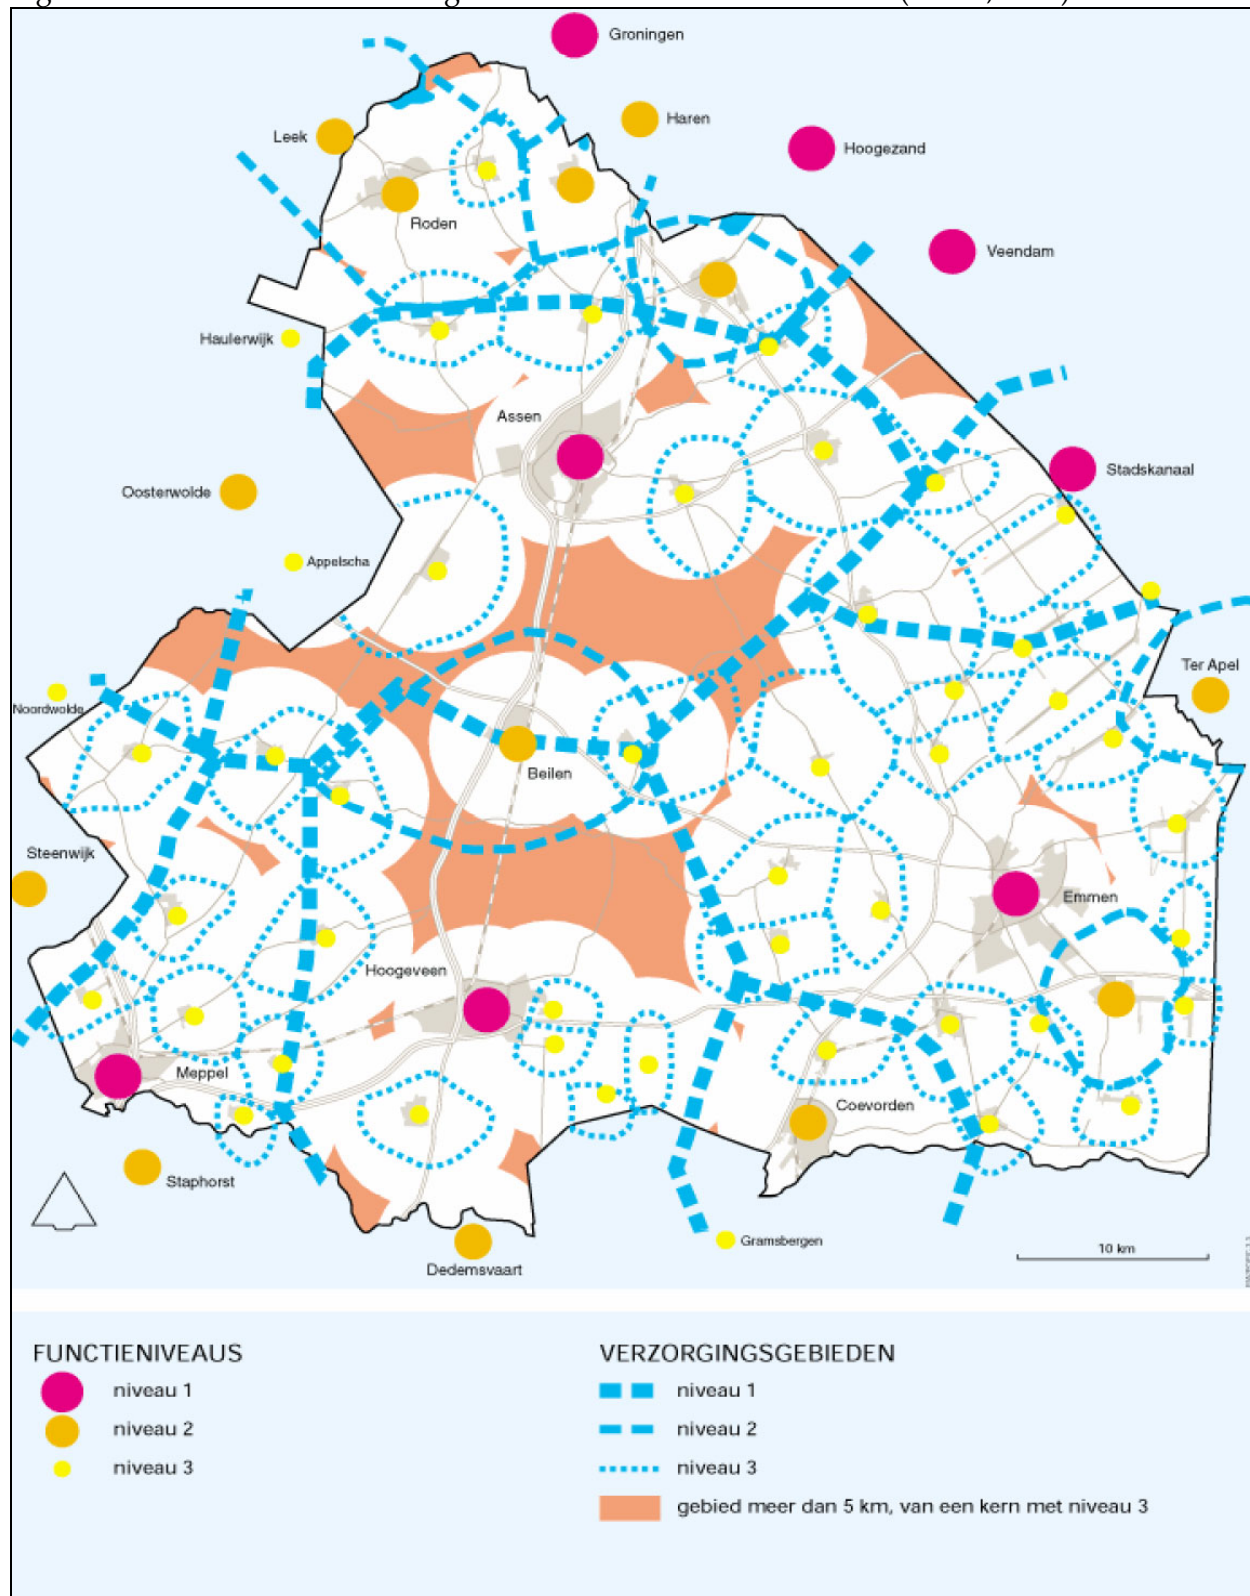 Groningen
Haren
Leek
Hoogezand
Roden
Veendam
Haulerwijk
Assen
Stadskanaal
Oosterwolde
Appelscha
Ter Apel
Noordwolde
Beilen
Steenwijk
Emmen
Hoogeveen
Meppel
Coevorden
Staphorst
Gramsbergen
10 km
Dedemsvaart
FUNCTIENIVEAUS
niveau 1
niveau 2
niveau 3
VERZORGINGSGEBIEDEN
niveau 1
niveau 2
niveau 3
gebied meer dan 5 km, van een kern met niveau 3